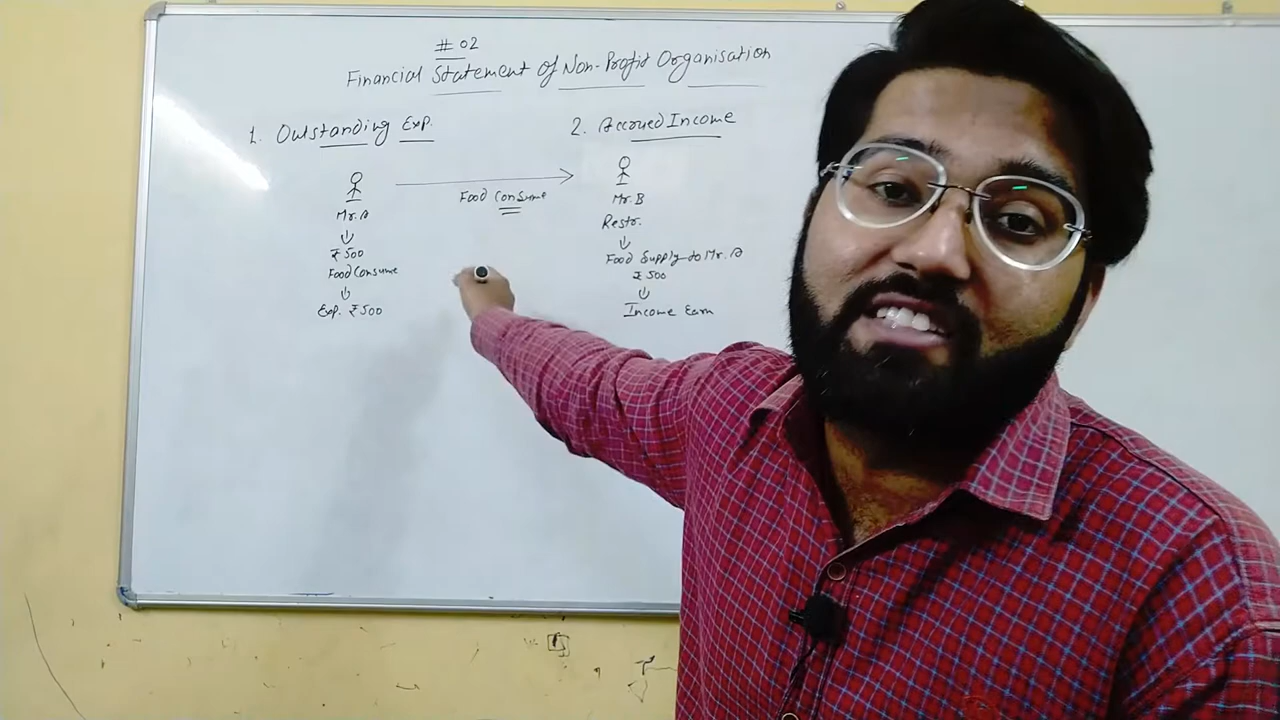 # 02
Financial Statement Of Non-Profit Organisation
1. Outstanding Exp.
Mr. A
₹500
Food Consume
Exp. ₹500
Food Consume
2. Accrued Income
Mr. B
Restr.
Food Supply to Mr. A
₹500
Income Earn